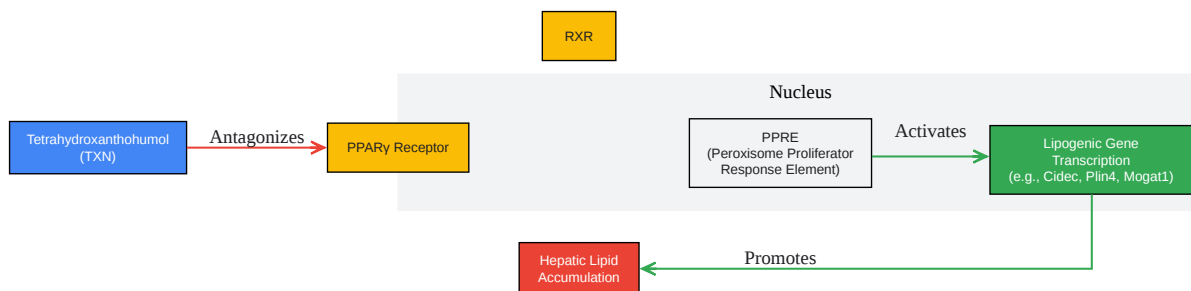 RXR
Nucleus
Tetrahydroxanthohumol
(TXN)
Antagonizes
PPARγ Receptor
PPRE
(Peroxisome Proliferator
Response Element)
Activates
Lipogenic Gene
Transcription
(e.g., Cidec, Plin4, Mogat1)
Hepatic Lipid
Accumulation
Promotes